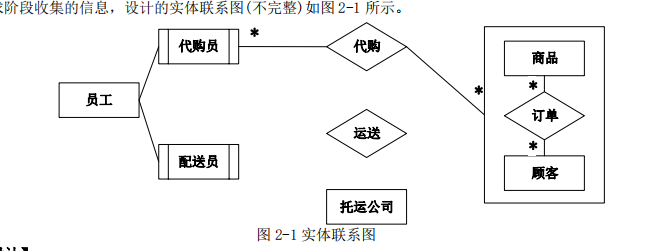 求阶段收集的信息，设计的实体联系图(不完整)如图2-1所示。
代购员 * 代购 商品
员工 * * 订单
运送 *
配送员 顾客
托运公司
图 2-1 实体联系图